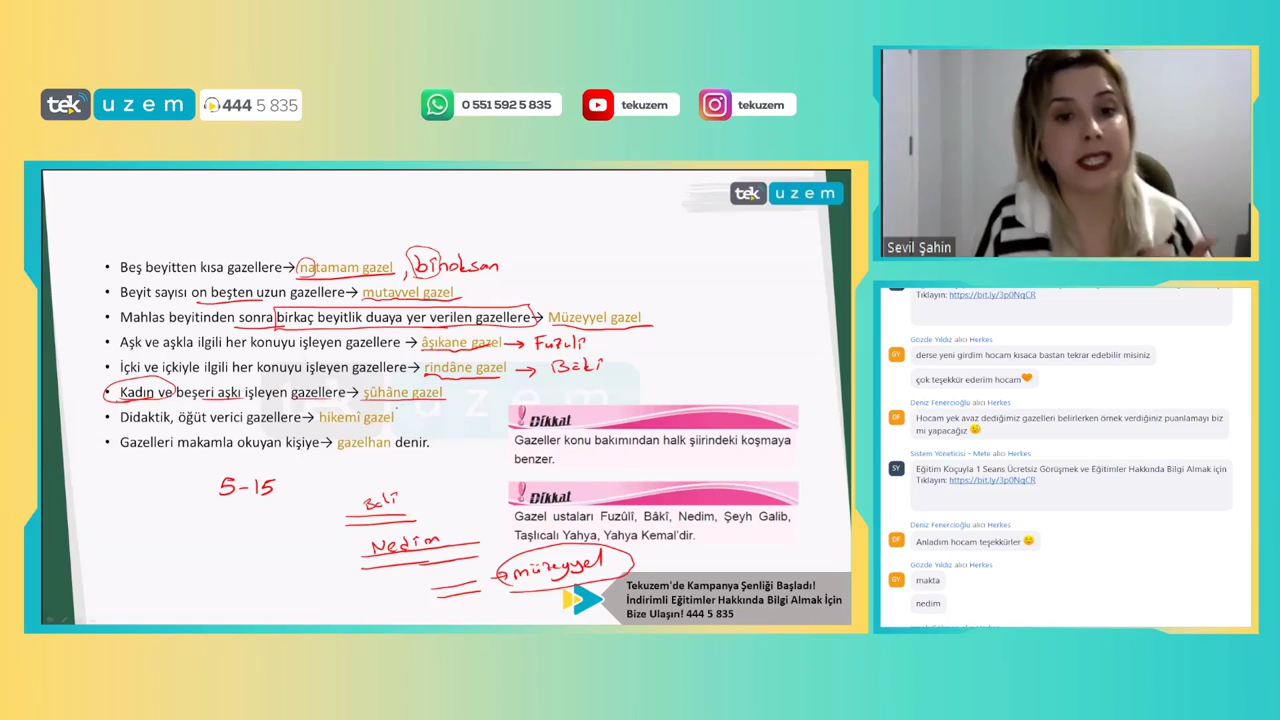 tek uzem 444 5 835
0 551 592 5 835
tekuzem
tekuzem
tek uzem
• Beş beyitten kısa gazellere→ natamam gazel , binoksan
• Beyit sayısı on beşten uzun gazellere→ mutavvel gazel
• Mahlas beyitinden sonra birkaç beyitlik duaya yer verilen gazellere→ Müzeyyel gazel
• Aşk ve aşkla ilgili her konuyu işleyen gazellere → âşıkane gazel → Fuzuli
• İçki ve içkiyle ilgili her konuyu işleyen gazellere→ rindâne gazel → Baki
• Kadın ve beşeri aşkı işleyen gazellere→ şûhâne gazel
• Didaktik, öğüt verici gazellere→ hikemî gazel
• Gazelleri makamla okuyan kişiye→ gazelhan denir.
! Dikkat
Gazeller konu bakımından halk şiirindeki koşmaya
benzer.
5-15
! Dikkat
Gazel ustaları Fuzûlî, Bâkî, Nedim, Şeyh Galib,
Taşlıcalı Yahya, Yahya Kemal'dir.
Nedim
→ müzeyyel
Tekuzem'de Kampanya Şenliği Başladı!
İndirimli Eğitimler Hakkında Bilgi Almak İçin
Bize Ulaşın! 444 5 835
Sevil Şahin
Tıklayın: https://bit.ly/3p0NqCR
Gözde Yıldız alıcı Herkes
GY
derse yeni girdim hocam kısaca bastan tekrar edebilir misiniz
çok teşekkür ederim hocam🧡
Deniz Fenercioğlu alıcı Herkes
DF
Hocam yek avaz dediğimiz gazelleri belirlerken örnek verdiğiniz puanlamayı biz
mi yapacağız
Sistem Yöneticisi - Mete alıcı Herkes
SY
Eğitim Koçuyla 1 Seans Ücretsiz Görüşmek ve Eğitimler Hakkında Bilgi Almak için
Tıklayın: https://bit.ly/3p0NqCR
Deniz Fenercioğlu alıcı Herkes
DF
Anladım hocam teşekkürler
Gözde Yıldız alıcı Herkes
GY
makta
nedim